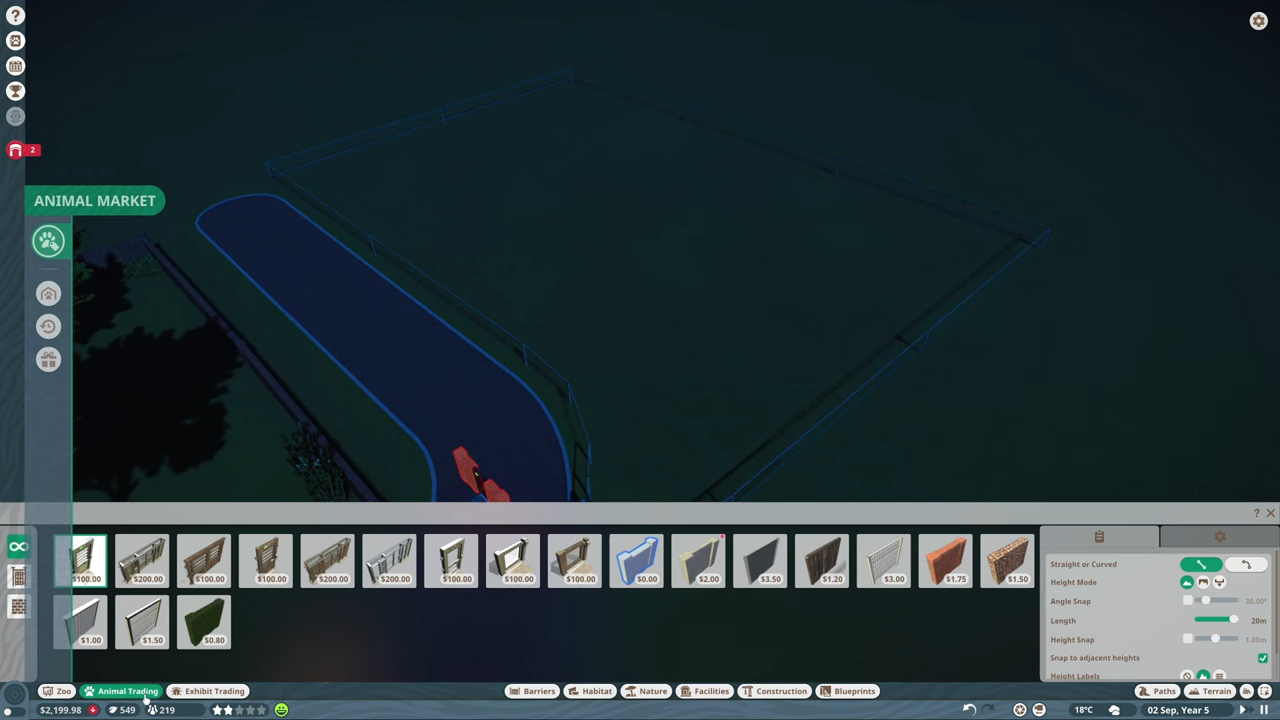 2
ANIMAL MARKET
$100.00 $200.00 $100.00 $100.00 $200.00 $200.00 $100.00 $100.00 $100.00 $0.00 $2.00 $3.50 $1.20 $3.00 $1.75 $1.50
$1.00 $1.50 $0.80
Straight or Curved
Height Mode
Angle Snap 30.00°
Length 20m
Height Snap 1.00m
Snap to adjacent heights
Height Labels
Zoo Animal Trading Exhibit Trading Barriers Habitat Nature Facilities Construction Blueprints Paths Terrain
$2,199.98 549 219 18°C 02 Sep, Year 5